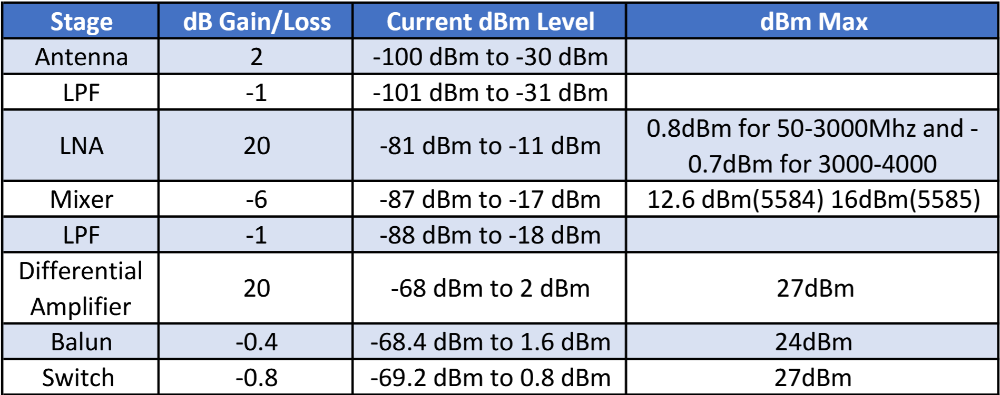 Stage dB Gain/Loss Current dBm Level dBm Max
Antenna 2 -100 dBm to -30 dBm
LPF -1 -101 dBm to -31 dBm
LNA 20 -81 dBm to -11 dBm 0.8dBm for 50-3000Mhz and -
0.7dBm for 3000-4000
Mixer -6 -87 dBm to -17 dBm 12.6 dBm(5584) 16dBm(5585)
LPF -1 -88 dBm to -18 dBm
Differential
Amplifier 20 -68 dBm to 2 dBm 27dBm
Balun -0.4 -68.4 dBm to 1.6 dBm 24dBm
Switch -0.8 -69.2 dBm to 0.8 dBm 27dBm